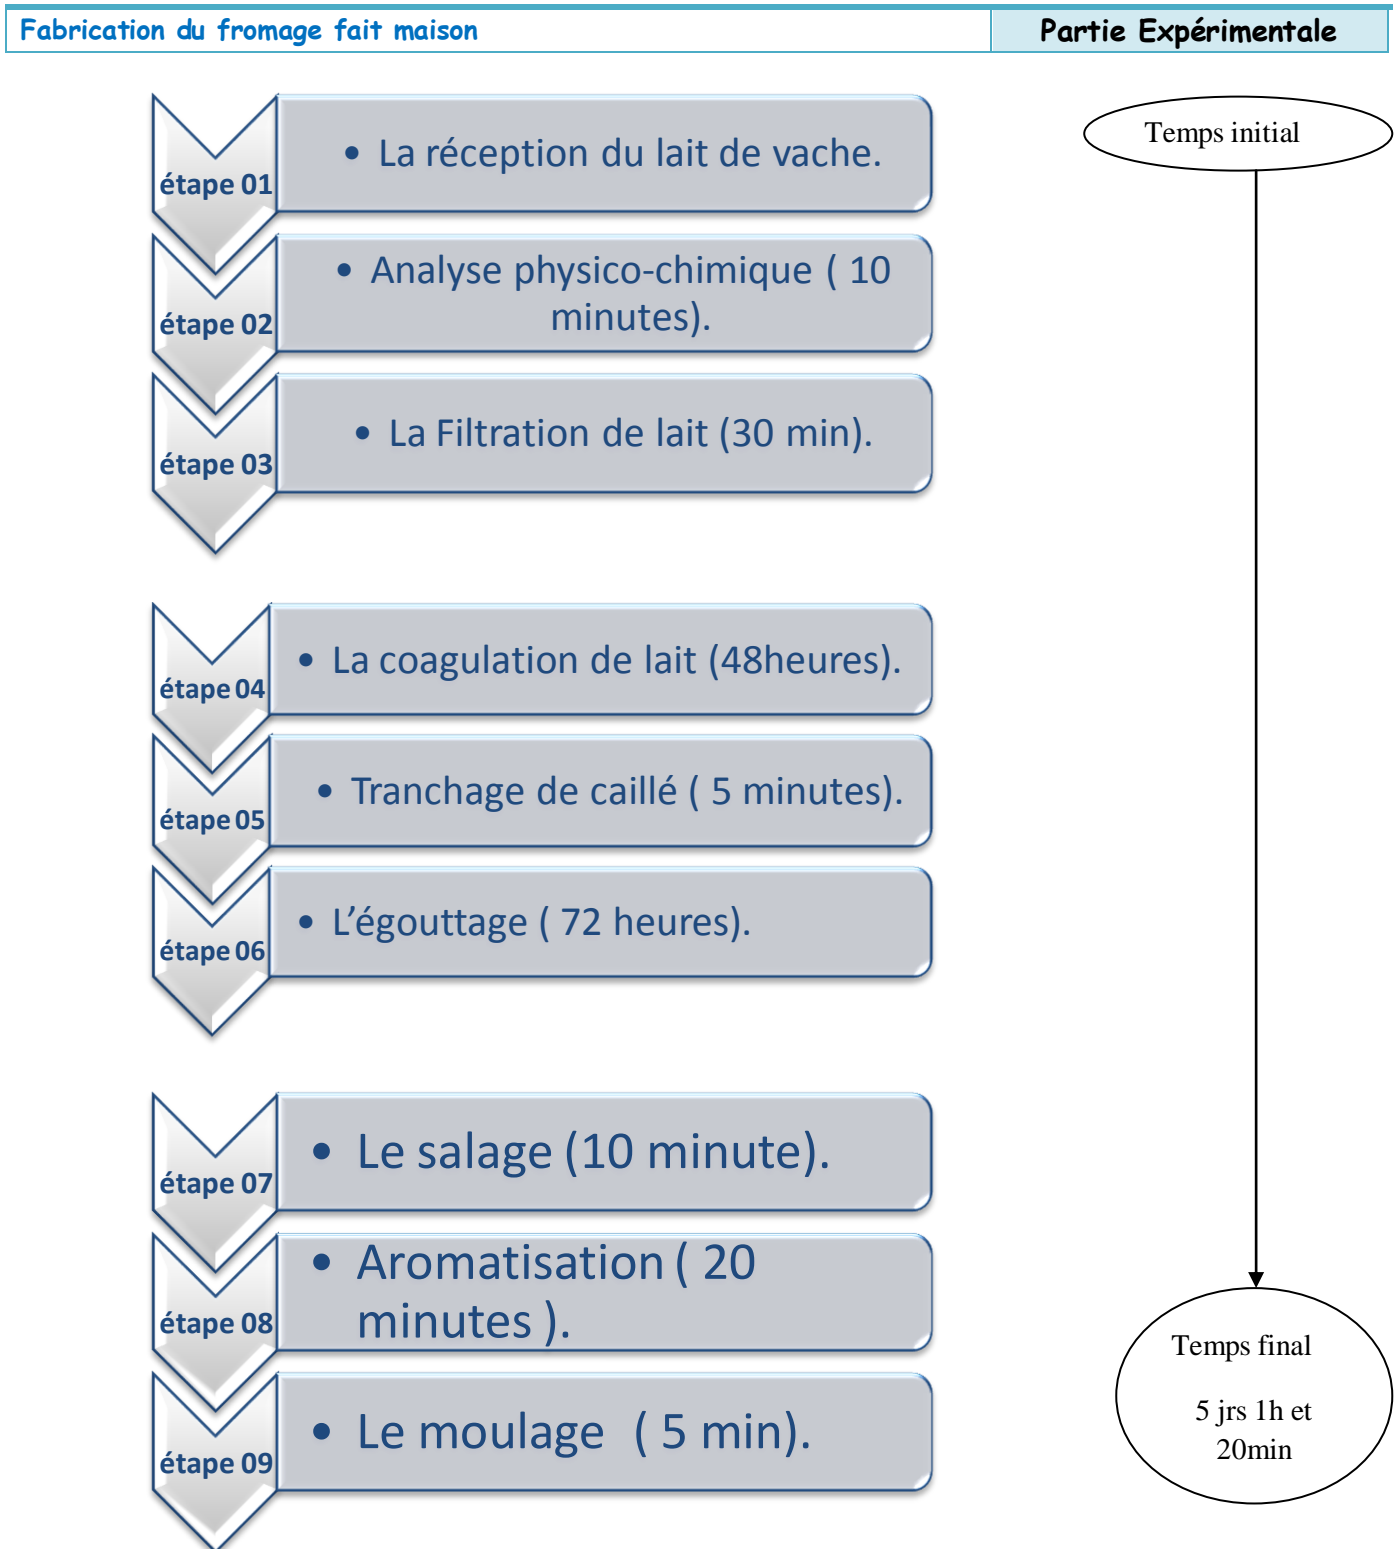 Fabrication du fromage fait maison
Partie Expérimentale
étape 01
• La réception du lait de vache.
étape 02
• Analyse physico-chimique ( 10
minutes).
étape 03
• La Filtration de lait (30 min).
étape 04
• La coagulation de lait (48heures).
étape 05
• Tranchage de caillé ( 5 minutes).
étape 06
• L’égouttage ( 72 heures).
étape 07
• Le salage (10 minute).
étape 08
• Aromatisation ( 20
minutes ).
étape 09
• Le moulage ( 5 min).
Temps initial
Temps final
5 jrs 1h et
20min